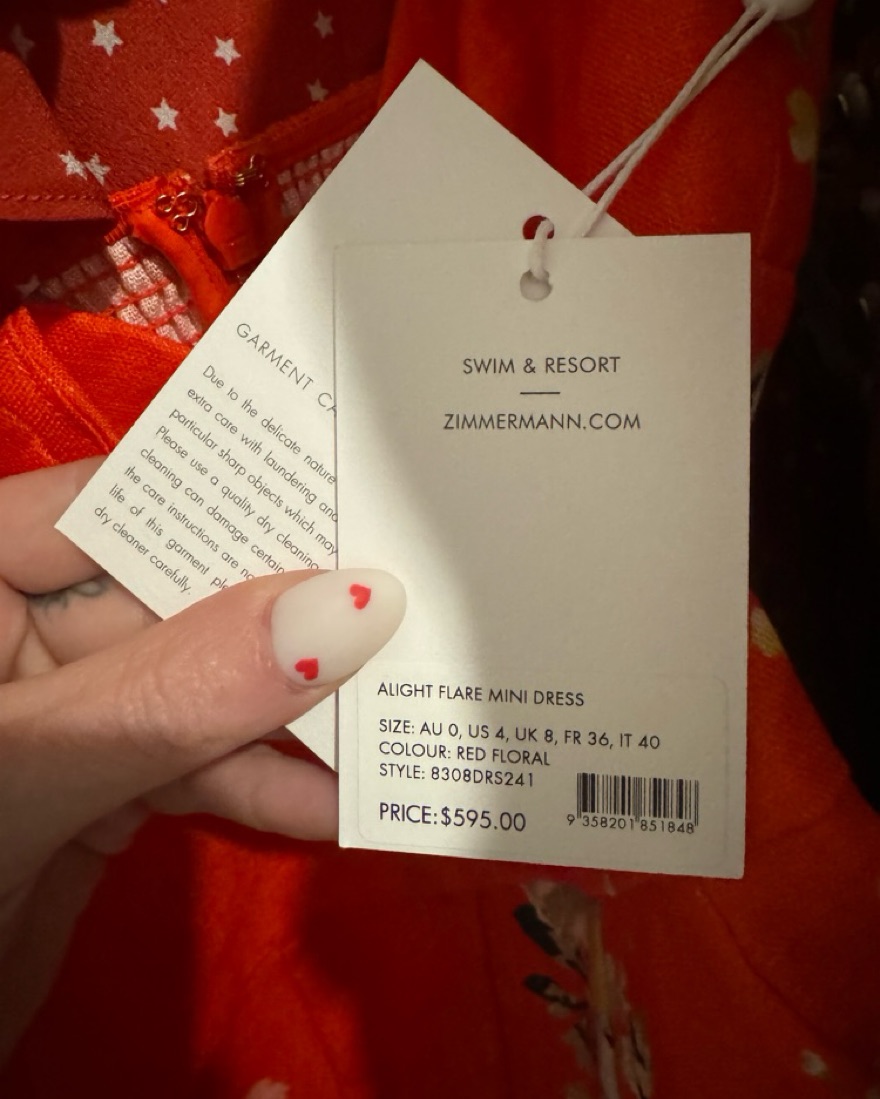 GARMENT CA
Due to the delicate nature
extra care with laundering and
particular sharp objects which may
Please use a quality dry cleaning
cleaning can damage certain
the care instructions are no
life of this garment ple
dry cleaner carefully.
SWIM & RESORT
ZIMMERMANN.COM
ALIGHT FLARE MINI DRESS
SIZE: AU 0, US 4, UK 8, FR 36, IT 40
COLOUR: RED FLORAL
STYLE: 8308DRS241
PRICE: $595.00
9 358201 851848